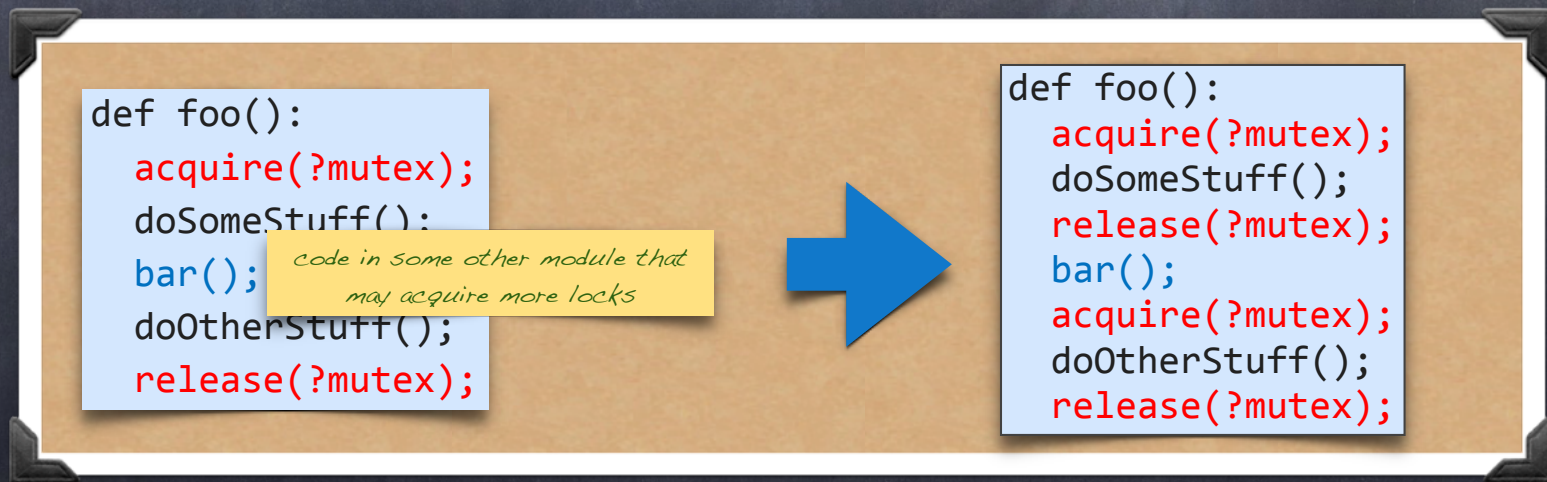 def foo():
acquire(?mutex);
doSomeStuff();
bar();
code in some other module that
may acquire more locks
doOtherStuff();
release(?mutex);
def foo():
acquire(?mutex);
doSomeStuff();
release(?mutex);
bar();
acquire(?mutex);
doOtherStuff();
release(?mutex);